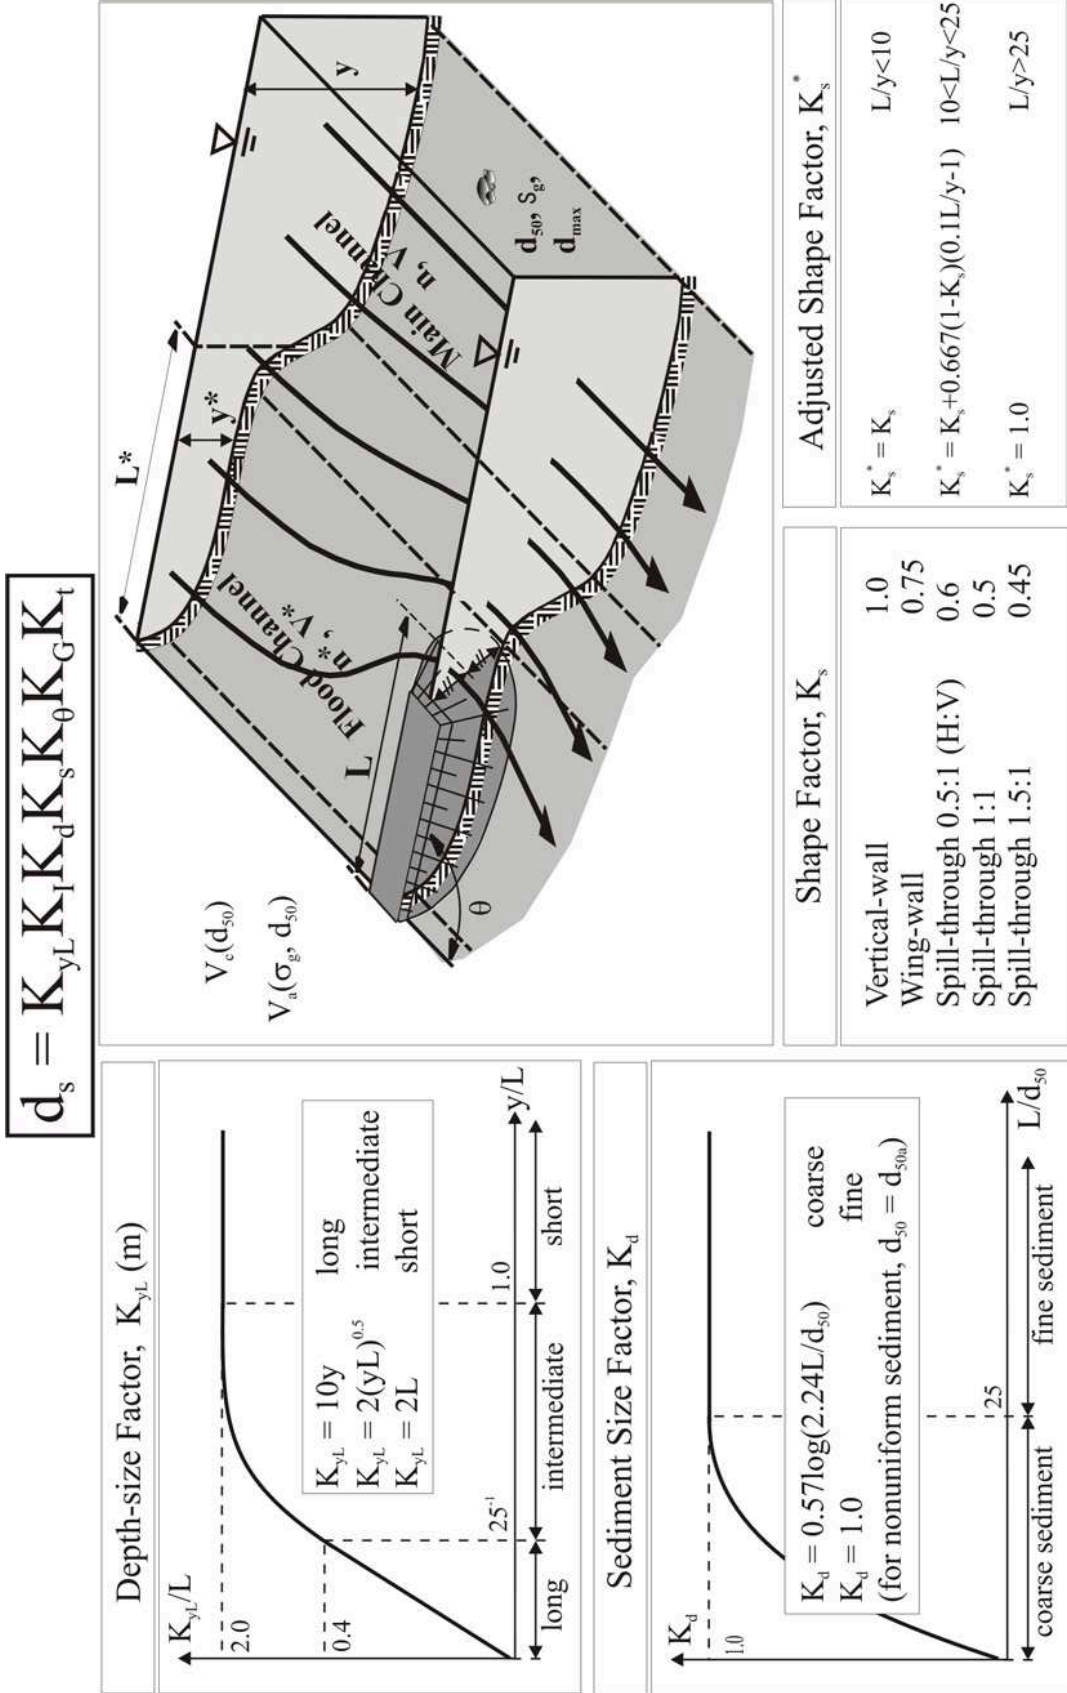 d_s = K_yL K_I K_d K_s K_θ K_G K_t
Depth-size Factor, K_yL (m)
K_yL/L
2.0
0.4
K_yL = 10y long
K_yL = 2(yL)^0.5 intermediate
K_yL = 2L short
25^-1
1.0
y/L
long
intermediate
short
Sediment Size Factor, K_d
K_d
1.0
K_d = 0.57log(2.24L/d_50) coarse
K_d = 1.0 fine
(for nonuniform sediment, d_50 = d_50a)
25
L/d_50
coarse sediment
fine sediment
V_c(d_50)
V_a(σ_g, d_50)
L*
y*
y
Flood Channel
n*, V*
Main Channel
n, V
L
θ
d_50, S_g,
d_max
Shape Factor, K_s
Vertical-wall 1.0
Wing-wall 0.75
Spill-through 0.5:1 (H:V) 0.6
Spill-through 1:1 0.5
Spill-through 1.5:1 0.45
Adjusted Shape Factor, K_s^*
K_s^* = K_s L/y<10
K_s^* = K_s+0.667(1-K_s)(0.1L/y-1) 10<L/y<25
K_s^* = 1.0 L/y>25